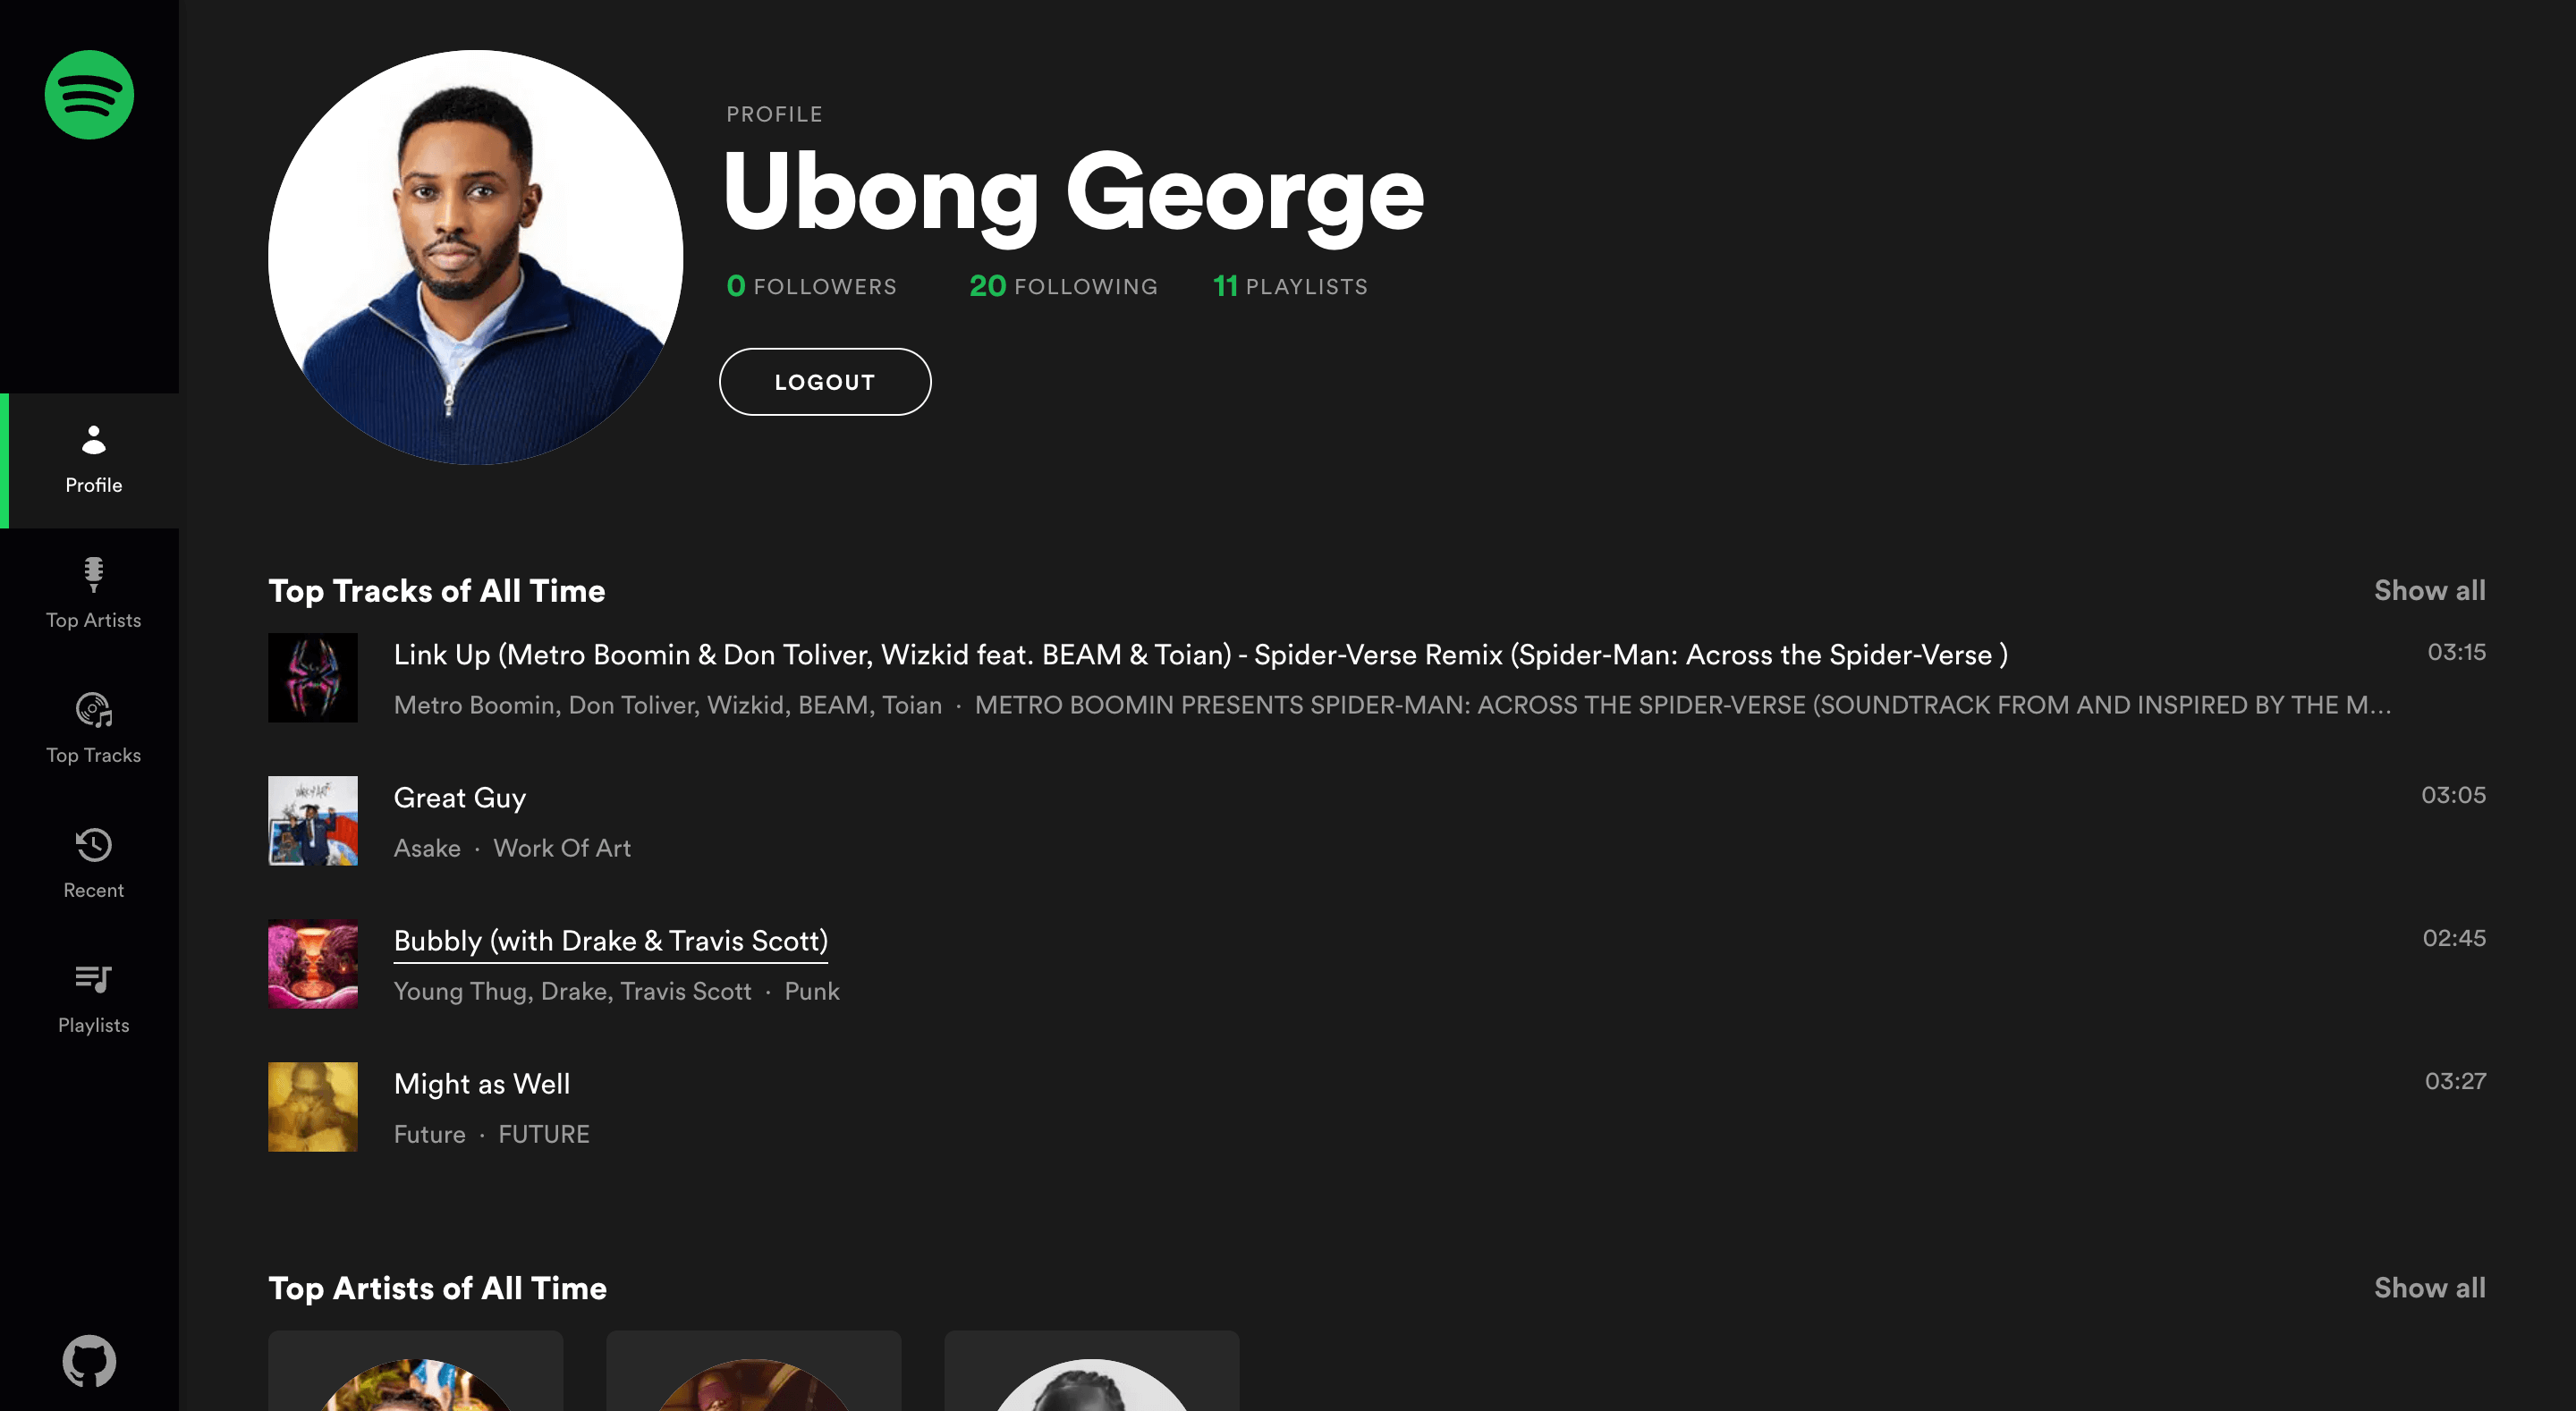 PROFILE
Ubong George
0 FOLLOWERS 20 FOLLOWING 11 PLAYLISTS
LOGOUT
Profile
Top Artists
Top Tracks
Recent
Playlists
Top Tracks of All Time Show all
Link Up (Metro Boomin & Don Toliver, Wizkid feat. BEAM & Toian) - Spider-Verse Remix (Spider-Man: Across the Spider-Verse ) 03:15
Metro Boomin, Don Toliver, Wizkid, BEAM, Toian · METRO BOOMIN PRESENTS SPIDER-MAN: ACROSS THE SPIDER-VERSE (SOUNDTRACK FROM AND INSPIRED BY THE M…
Great Guy 03:05
Asake · Work Of Art
Bubbly (with Drake & Travis Scott) 02:45
Young Thug, Drake, Travis Scott · Punk
Might as Well 03:27
Future · FUTURE
Top Artists of All Time Show all